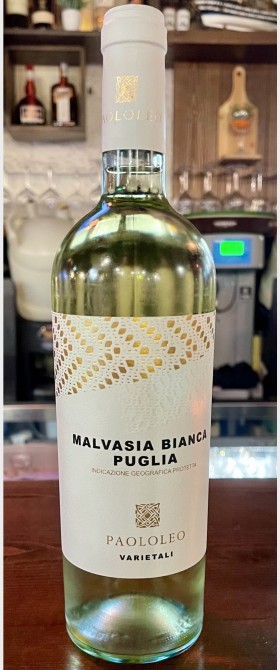 PAOLOLEO
MALVASIA BIANCA
PUGLIA
INDICAZIONE GEOGRAFICA PROTETTA
PAOLOLEO
VARIETALI